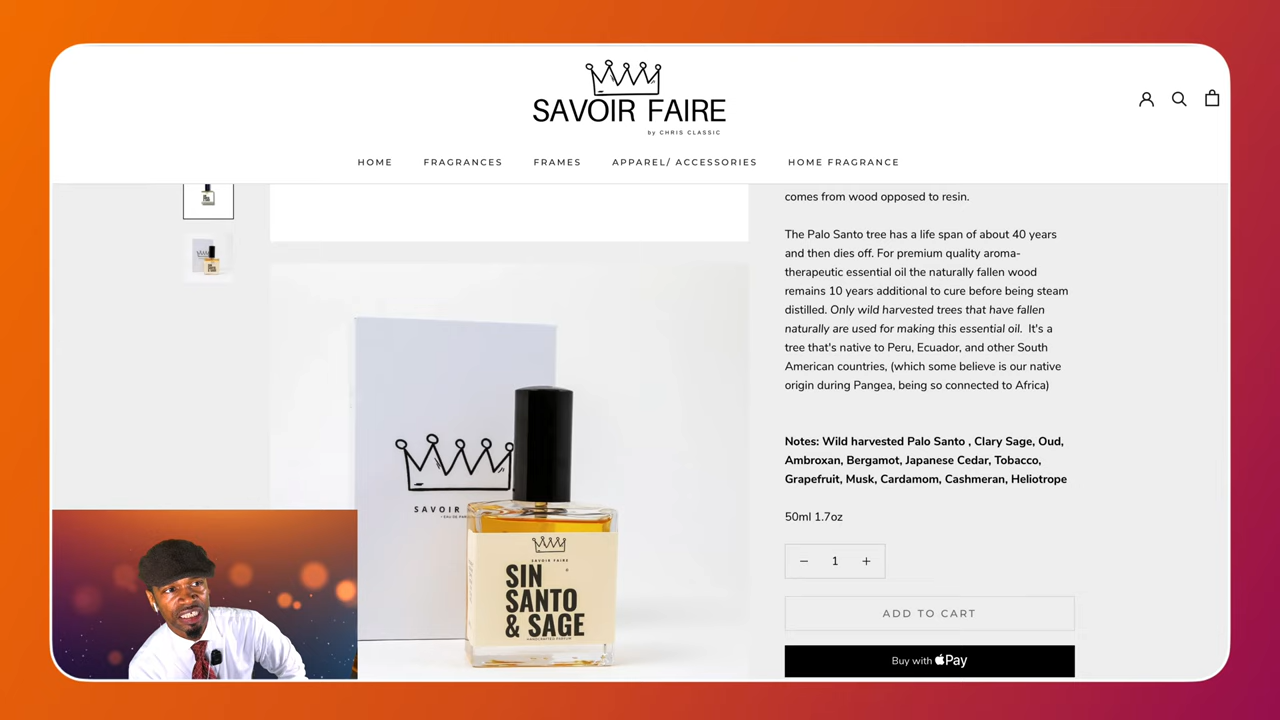 SAVOIR FAIRE
by CHRIS CLASSIC
HOME FRAGRANCES FRAMES APPAREL/ ACCESSORIES HOME FRAGRANCE
comes from wood opposed to resin.
The Palo Santo tree has a life span of about 40 years
and then dies off. For premium quality aroma-
therapeutic essential oil the naturally fallen wood
remains 10 years additional to cure before being steam
distilled. Only wild harvested trees that have fallen
naturally are used for making this essential oil. It's a
tree that's native to Peru, Ecuador, and other South
American countries, (which some believe is our native
origin during Pangea, being so connected to Africa)
Notes: Wild harvested Palo Santo , Clary Sage, Oud,
Ambroxan, Bergamot, Japanese Cedar, Tobacco,
Grapefruit, Musk, Cardamom, Cashmeran, Heliotrope
50ml 1.7oz
1
ADD TO CART
Buy with Pay
SAVOIR
SAVOIR FAIRE
SIN
SANTO
& SAGE
HANDCRAFTED PARFUM